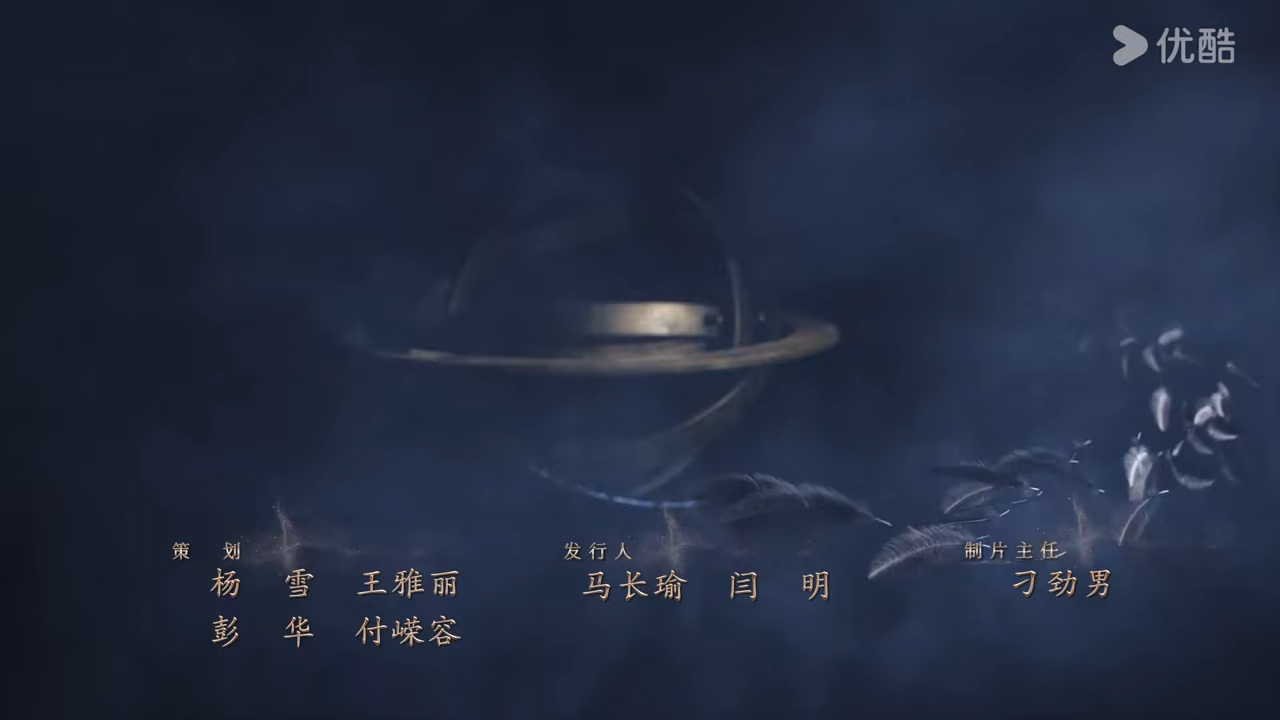 优酷
策 划
杨 雪 王雅丽
彭 华 付嵘容
发行人
马长瑜 闫 明
制片主任
刁劲男